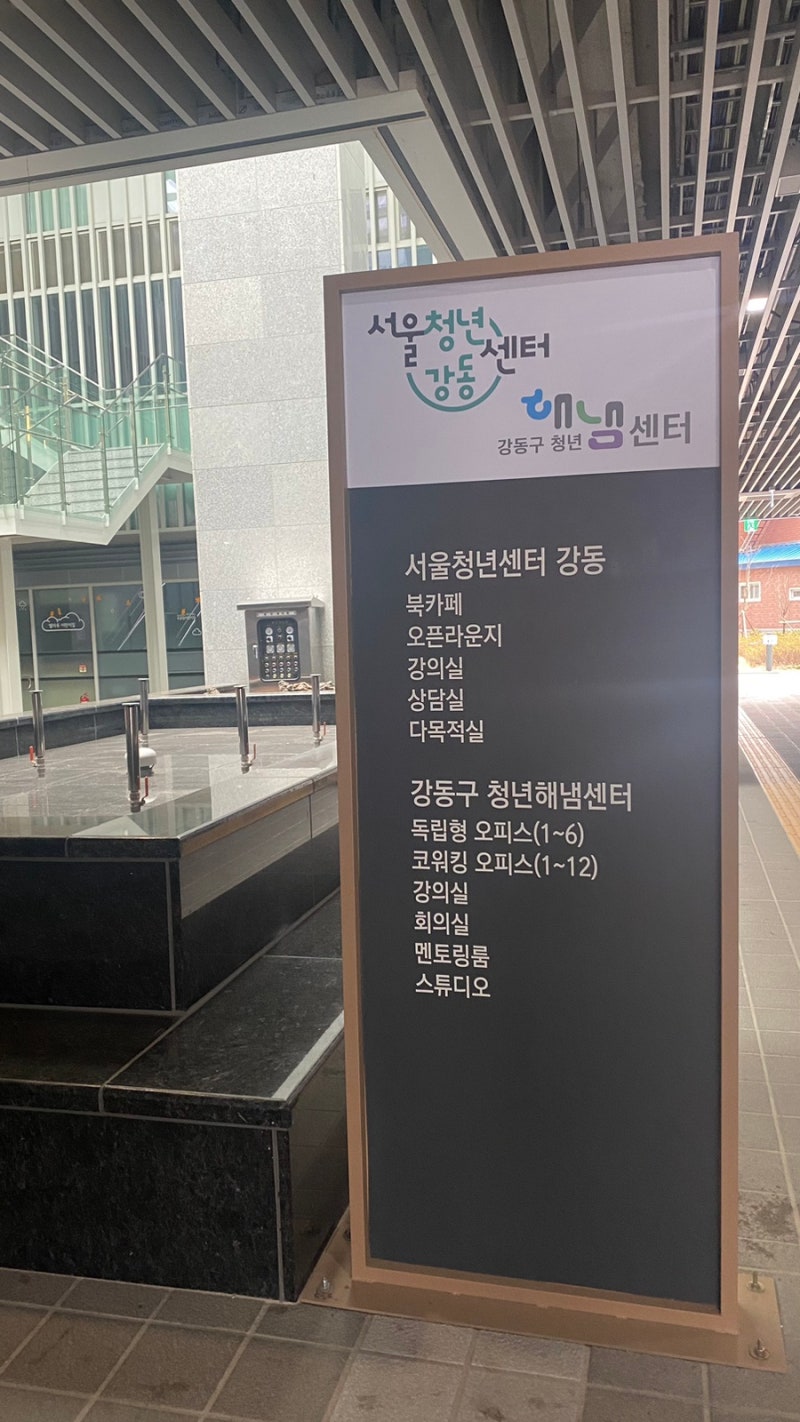 서울청년센터
강동
해냄센터
강동구 청년
서울청년센터 강동
북카페
오픈라운지
강의실
상담실
다목적실
강동구 청년해냄센터
독립형 오피스(1~6)
코워킹 오피스(1~12)
강의실
회의실
멘토링룸
스튜디오